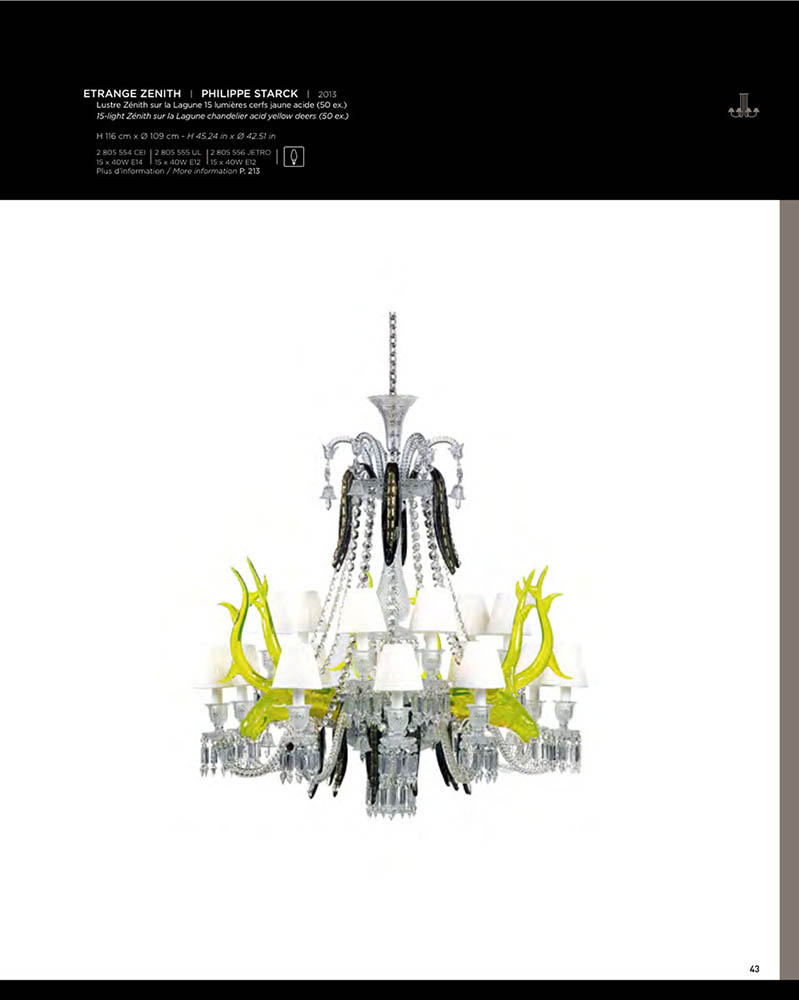 ETRANGE ZENITH | PHILIPPE STARCK | 2013
Lustre Zénith sur la Lagune 15 lumières cerfs jaune acide (50 ex.)
15-light Zénith sur la Lagune chandelier acid yellow deers (50 ex.)
H 116 cm x Ø 109 cm - H 45.24 in x Ø 42.51 in
2 805 554 CEI | 2 805 555 UL | 2 805 556 JETRO
15 x 40W E14 | 15 x 40W E12 | 15 x 40W E12
Plus d'information / More information P. 213
43